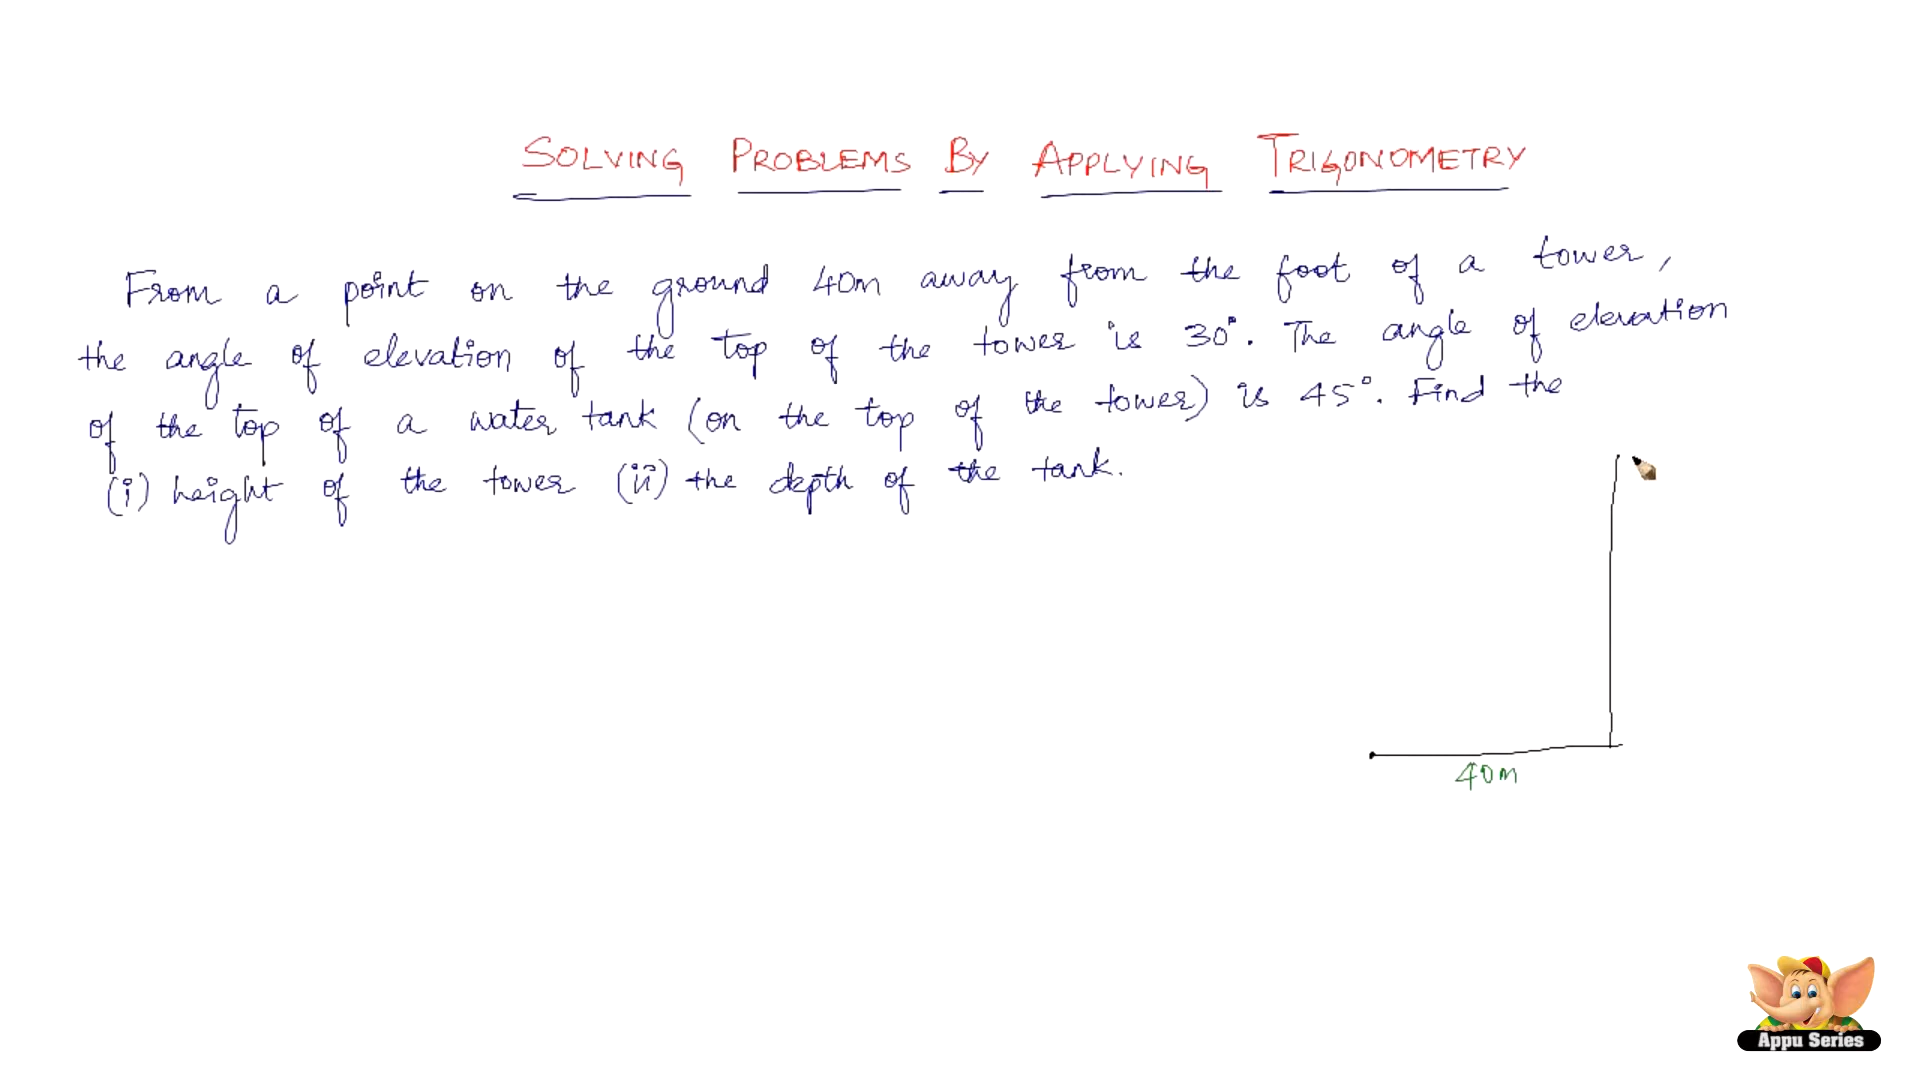 SOLVING PROBLEMS BY APPLYING TRIGONOMETRY
From a point on the ground 40m away from the foot of a tower,
the angle of elevation of the top of the tower is 30°. The angle of elevation
of the top of a water tank (on the top of the tower) is 45°. Find the
(i) height of the tower (ii) the depth of the tank.
40m
Appu Series